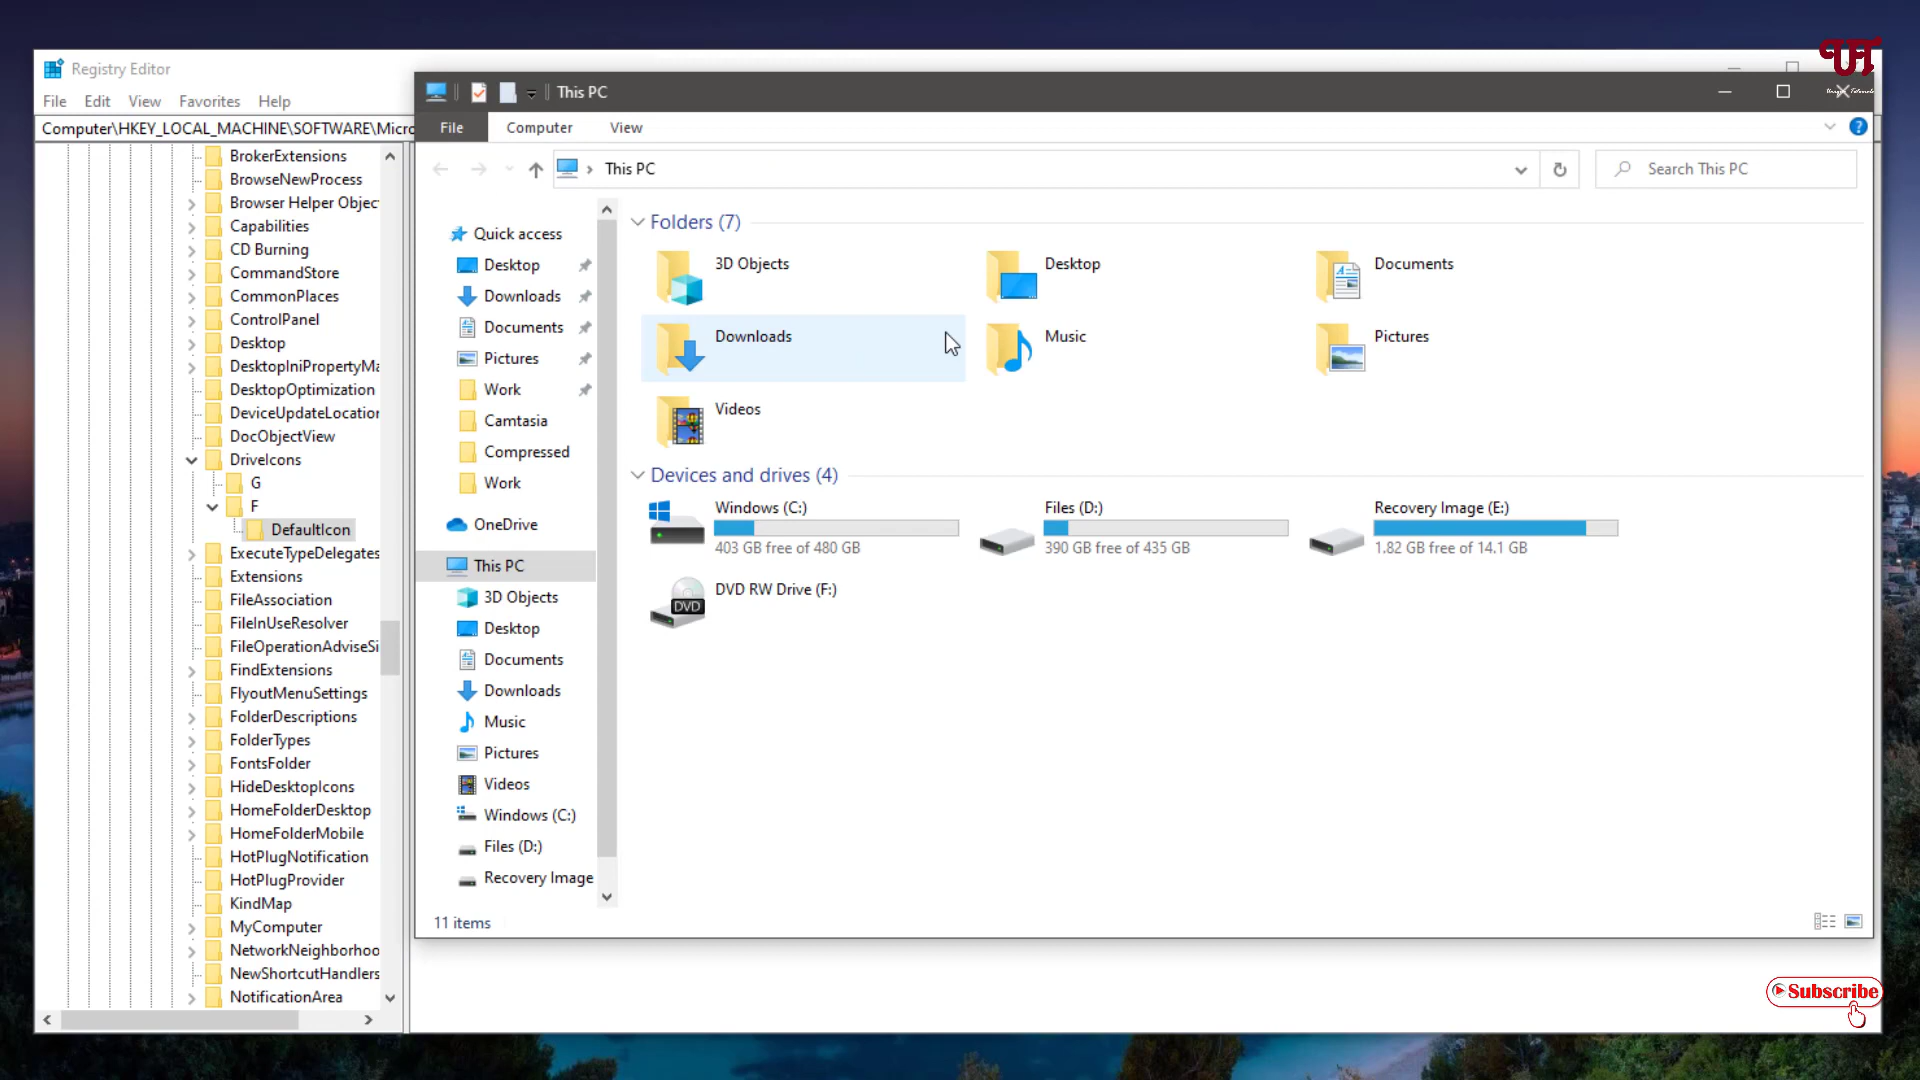 Registry Editor
File Edit View Favorites Help
Computer\HKEY_LOCAL_MACHINE\SOFTWARE\Micro
BrokerExtensions
BrowseNewProcess
Browser Helper Objec
Capabilities
CD Burning
CommandStore
CommonPlaces
ControlPanel
Desktop
DesktopIniPropertyMa
DesktopOptimization
DeviceUpdateLocation
DocObjectView
DriveIcons
G
F
DefaultIcon
ExecuteTypeDelegates
Extensions
FileAssociation
FileInUseResolver
FileOperationAdviseSi
FindExtensions
FlyoutMenuSettings
FolderDescriptions
FolderTypes
FontsFolder
HideDesktopIcons
HomeFolderDesktop
HomeFolderMobile
HotPlugNotification
HotPlugProvider
KindMap
MyComputer
NetworkNeighborhoo
NewShortcutHandlers
NotificationArea
This PC
File Computer View
This PC
Search This PC
Quick access
Desktop
Downloads
Documents
Pictures
Work
Camtasia
Compressed
Work
OneDrive
This PC
3D Objects
Desktop
Documents
Downloads
Music
Pictures
Videos
Windows (C:)
Files (D:)
Recovery Image
Folders (7)
3D Objects
Desktop
Documents
Downloads
Music
Pictures
Videos
Devices and drives (4)
Windows (C:)
403 GB free of 480 GB
Files (D:)
390 GB free of 435 GB
Recovery Image (E:)
1.82 GB free of 14.1 GB
DVD
DVD RW Drive (F:)
11 items
UT
Subscribe